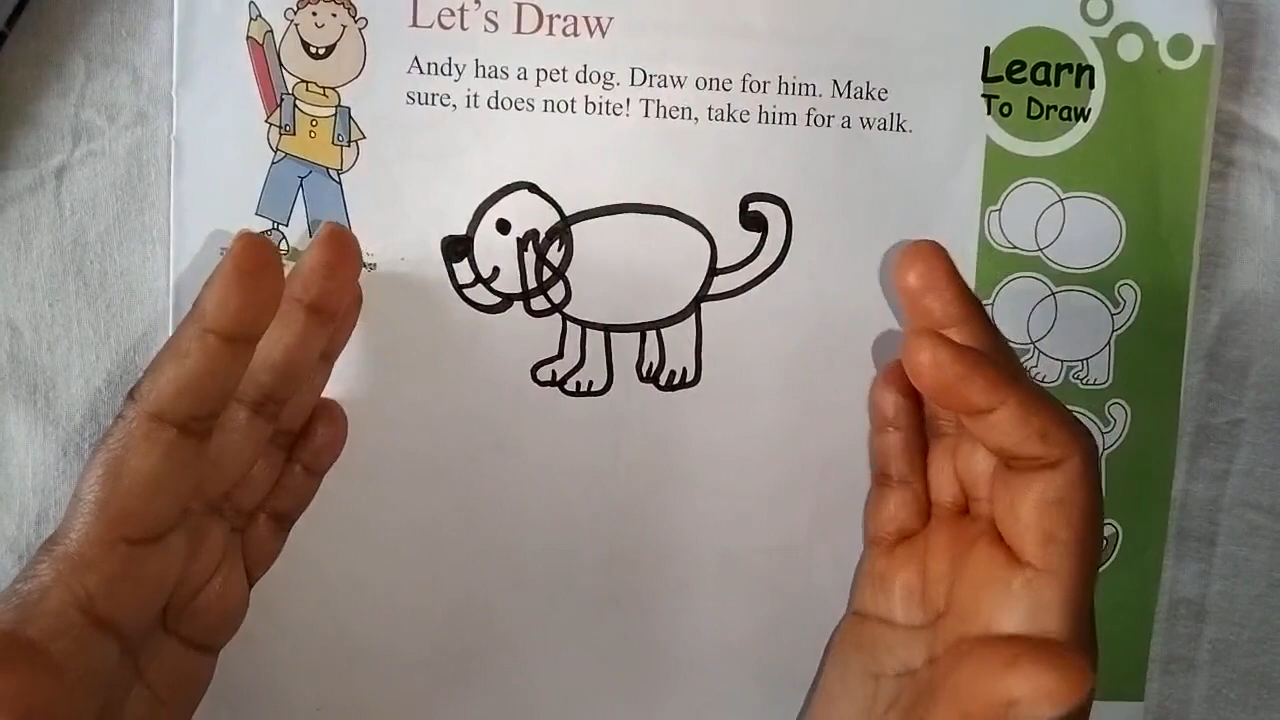 Let's Draw
Andy has a pet dog. Draw one for him. Make
sure, it does not bite! Then, take him for a walk.
Learn
To Draw